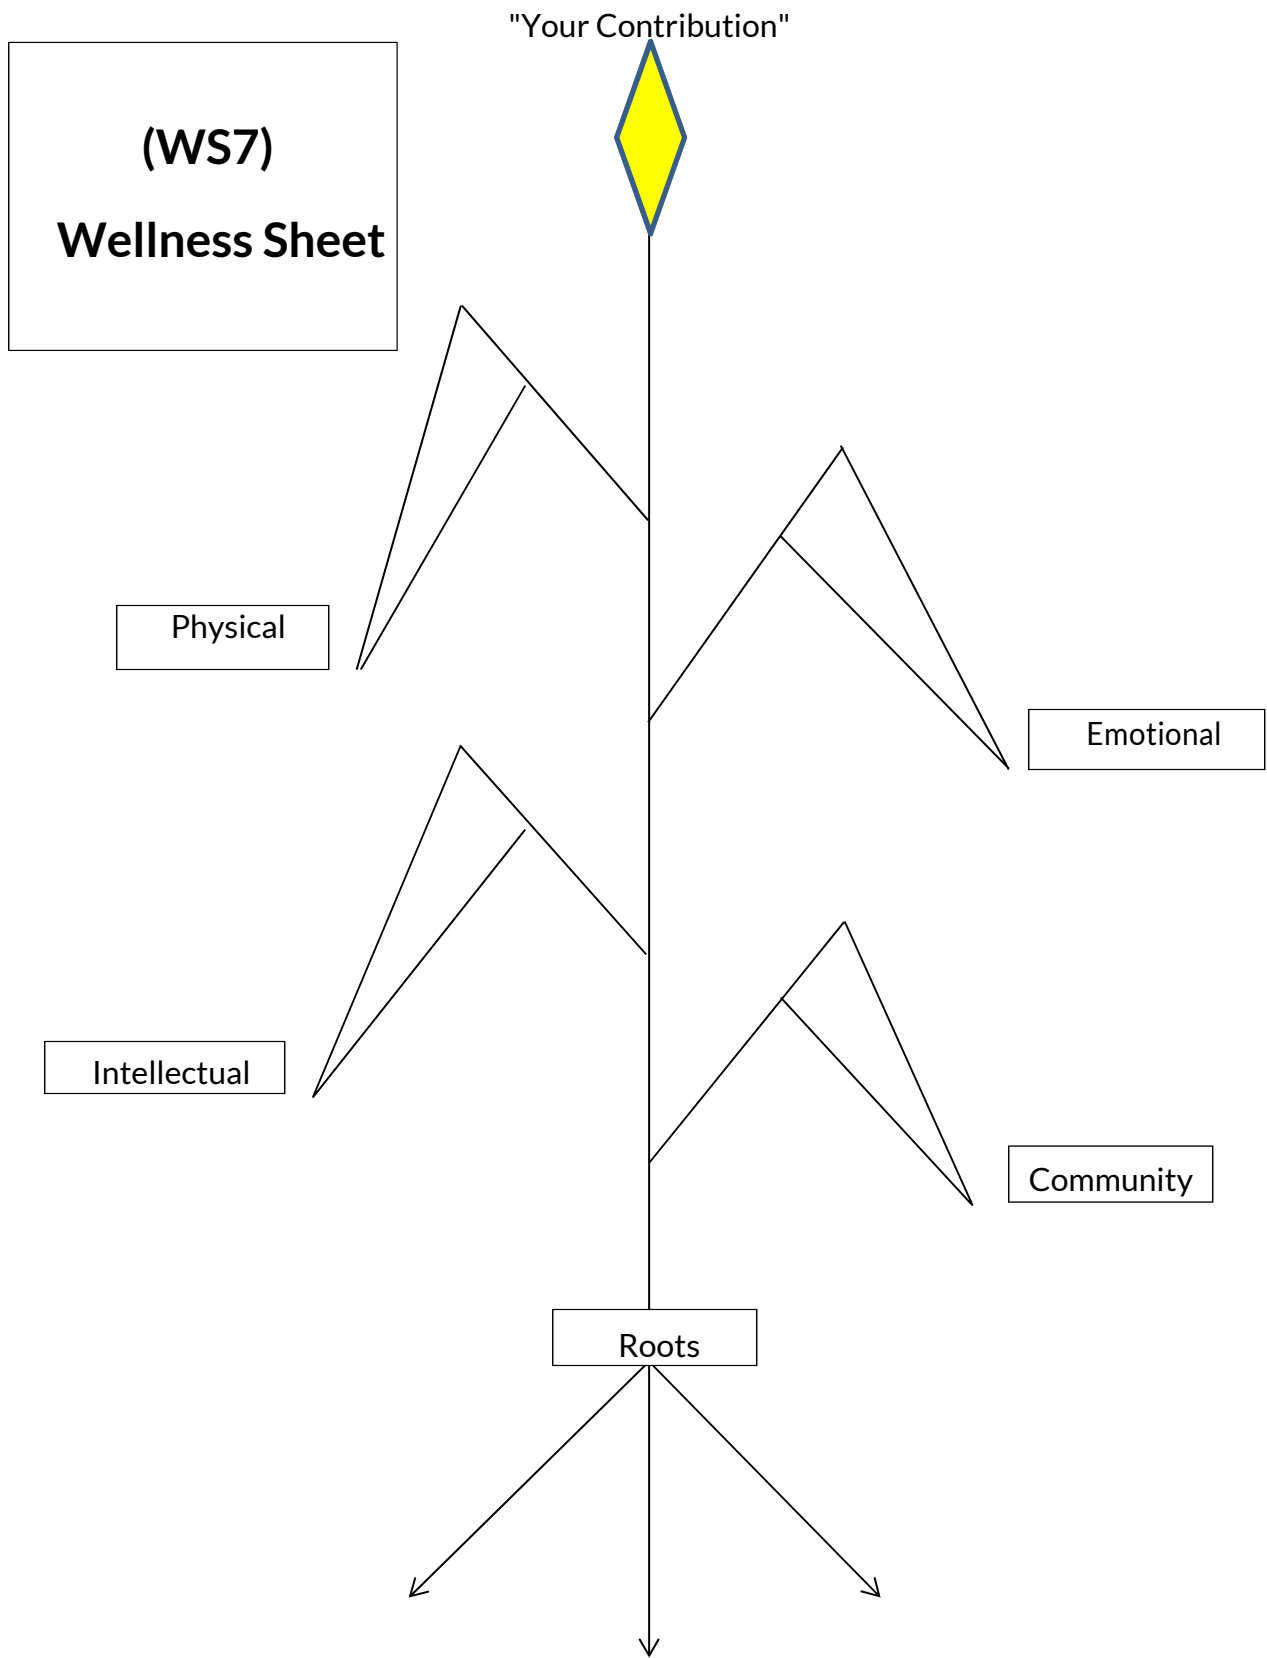 "Your Contribution"
(WS7)
Wellness Sheet
Physical
Emotional
Intellectual
Community
Roots